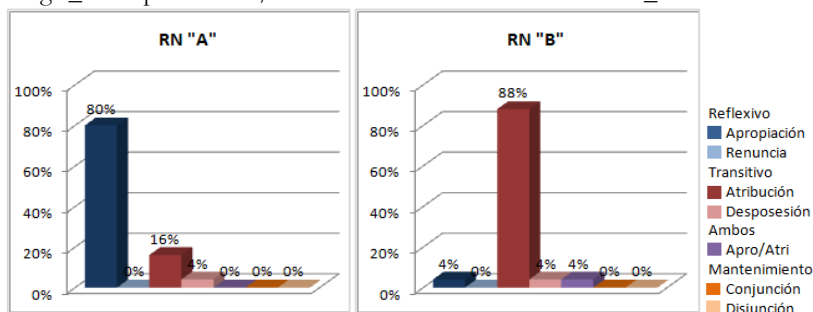 RN "A"
100%
80%
60%
40%
20%
0%
80%
0%
16%
4%
0%
0%
0%
RN "B"
100%
80%
60%
40%
20%
0%
4%
0%
88%
4%
4%
0%
0%
Reflexivo
Apropiación
Renuncia
Transitivo
Atribución
Desposesión
Ambos
Apro/Atri
Mantenimiento
Conjunción
Disiunción